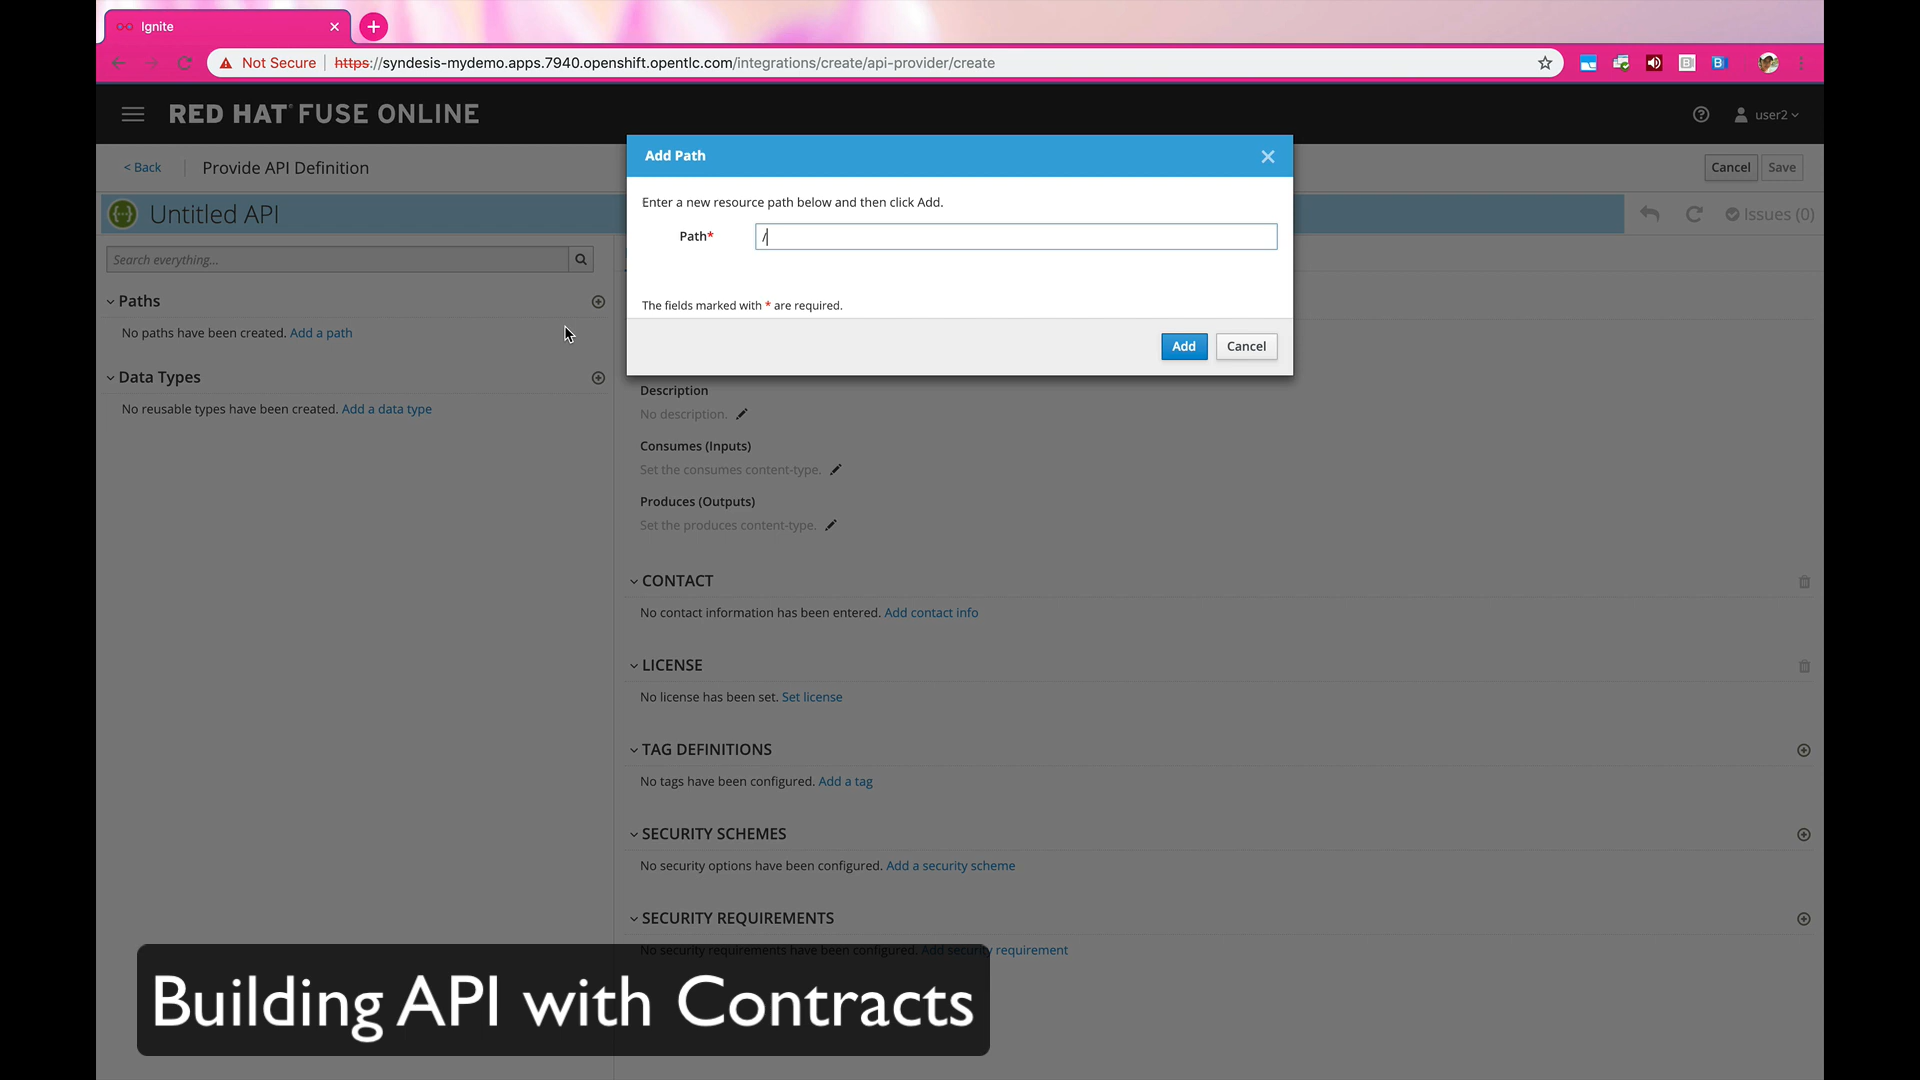 Ignite
Not Secure https://syndesis-mydemo.apps.7940.openshift.opentlc.com/integrations/create/api-provider/create
RED HAT FUSE ONLINE
user2
< Back
Provide API Definition
Cancel
Save
Untitled API
Issues (0)
Add Path
Enter a new resource path below and then click Add.
Path*
/
The fields marked with * are required.
Add
Cancel
Search everything...
Paths
No paths have been created. Add a path
Data Types
No reusable types have been created. Add a data type
Description
No description.
Consumes (Inputs)
Set the consumes content-type.
Produces (Outputs)
Set the produces content-type.
CONTACT
No contact information has been entered. Add contact info
LICENSE
No license has been set. Set license
TAG DEFINITIONS
No tags have been configured. Add a tag
SECURITY SCHEMES
No security options have been configured. Add a security scheme
SECURITY REQUIREMENTS
No security requirements have been configured. Add security requirement
Building API with Contracts